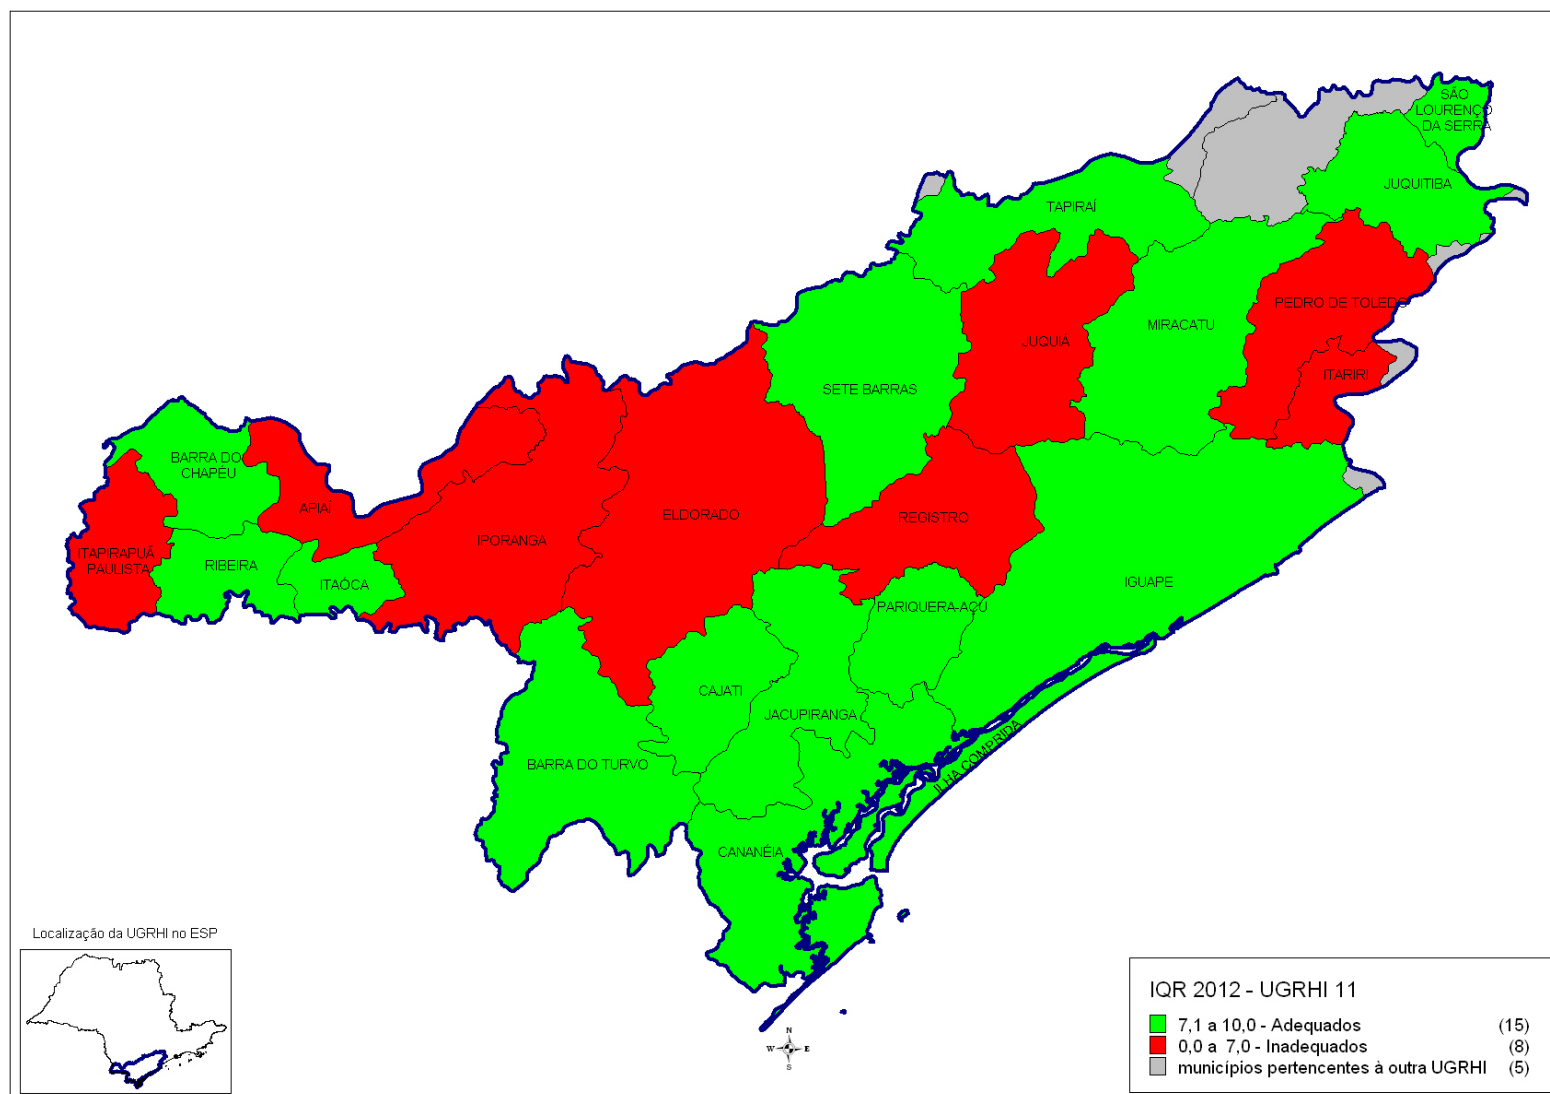 SÃO
LOURENÇO
DA SERRA
JUQUITIBA
TAPIRAÍ
PEDRO DE TOLEDO
MIRACATU
JUQUIÁ
ITARIRI
SETE BARRAS
BARRA DO
CHAPÉU
APIAÍ
ELDORADO
REGISTRO
IPORANGA
ITAPIRAPUÃ
PAULISTA
RIBEIRA
ITAÓCA
IGUAPE
PARIQUERA-AÇU
CAJATI
JACUPIRANGA
ILHA COMPRIDA
BARRA DO TURVO
CANANÉIA
Localização da UGRHI no ESP
N
W E
S
IQR 2012 - UGRHI 11
7,1 a 10,0 - Adequados (15)
0,0 a 7,0 - Inadequados (8)
municípios pertencentes à outra UGRHI (5)